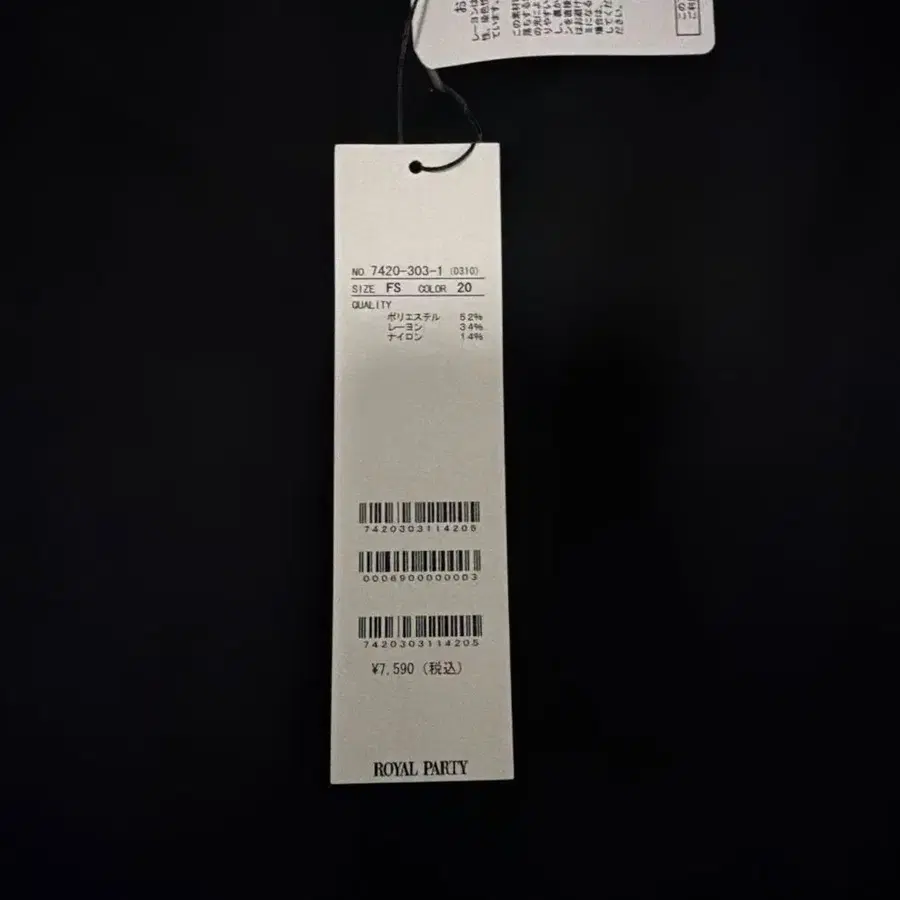 NO 7420-303-1 (0310)
SIZE FS COLOR 20
QUALITY
ポリエステル 52%
レーヨン 34%
ナイロン 14%
7420303114205
0006900000003
7420303114205
¥7,590 (税込)
ROYAL PARTY